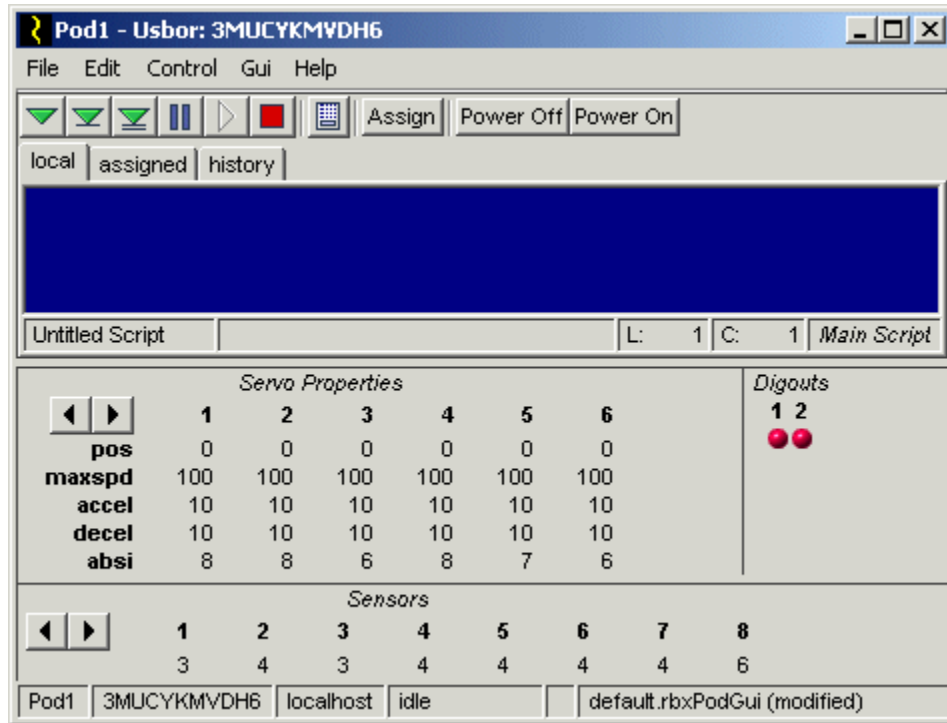 Pod1 - Usbor: 3MUCYKMVDH6
File Edit Control Gui Help
Assign Power Off Power On
local assigned history
Untitled Script L: 1 C: 1 Main Script
Servo Properties Digouts
1 2 3 4 5 6 1 2
pos 0 0 0 0 0 0
maxspd 100 100 100 100 100 100
accel 10 10 10 10 10 10
decel 10 10 10 10 10 10
absi 8 8 6 8 7 6
Sensors
1 2 3 4 5 6 7 8
3 4 3 4 4 4 4 6
Pod1 3MUCYKMVDH6 localhost idle default.rbxPodGui (modified)